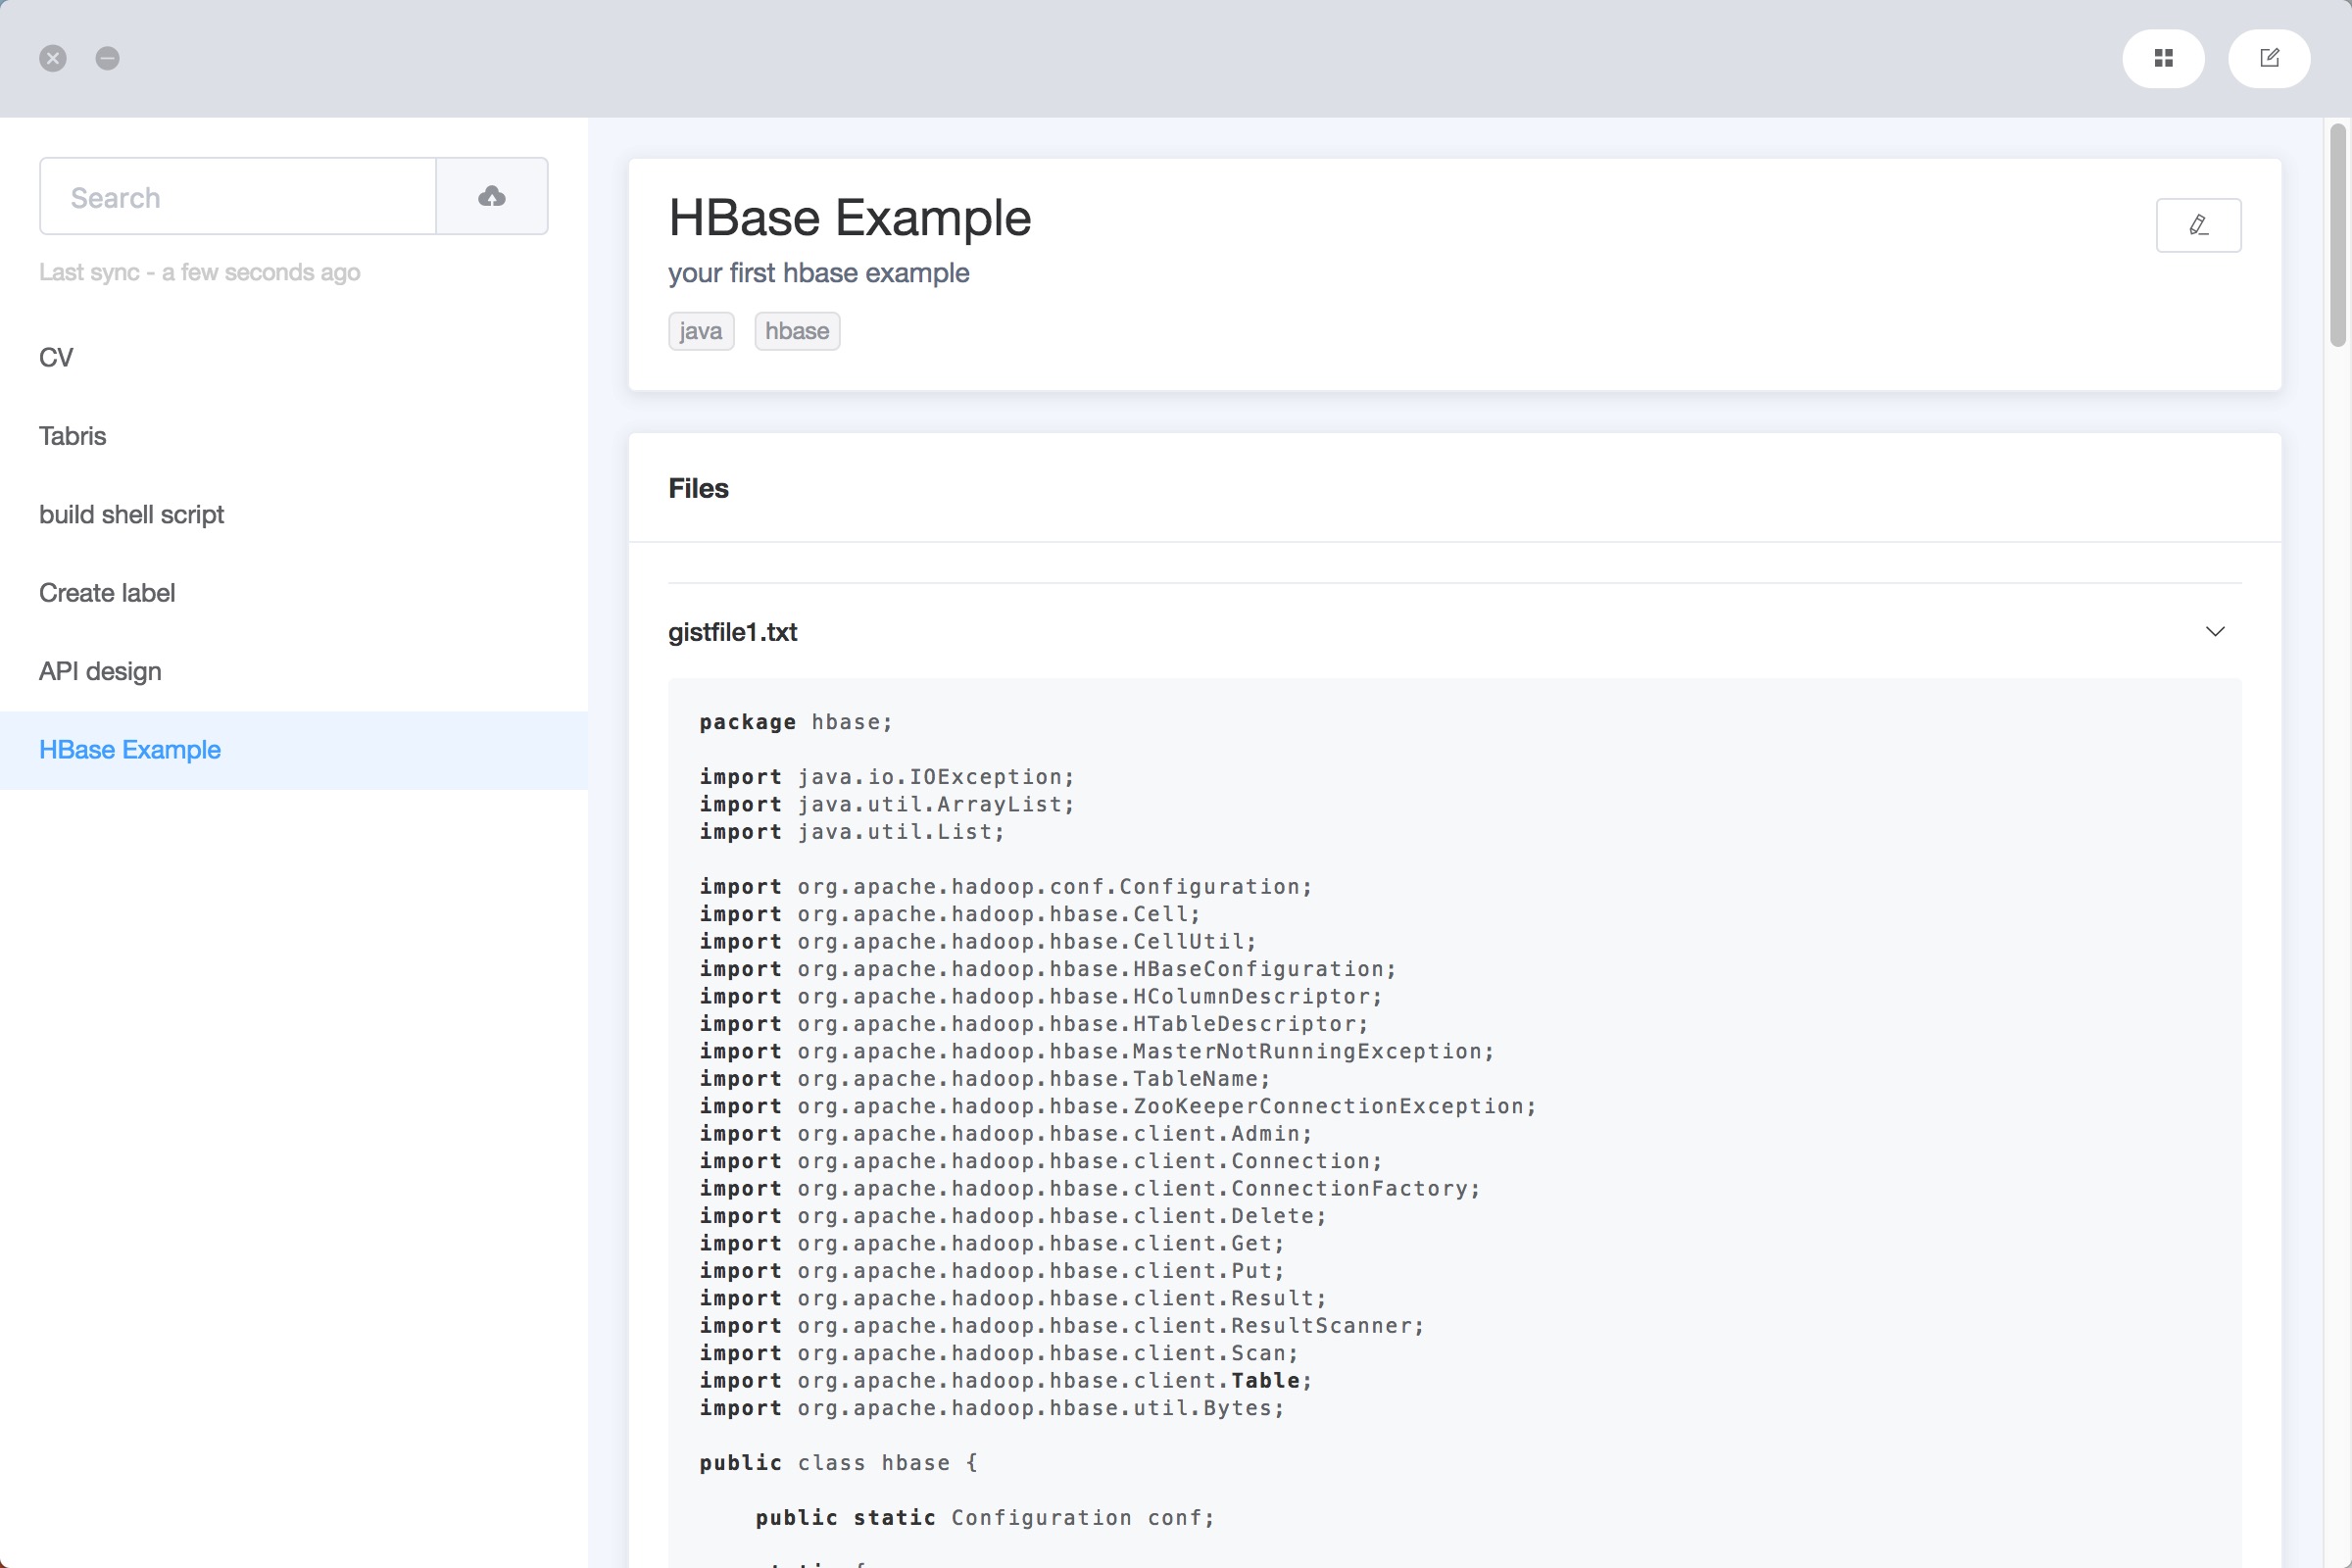 Search
Last sync - a few seconds ago
CV
Tabris
build shell script
Create label
API design
HBase Example
HBase Example
your first hbase example
java hbase
Files
gistfile1.txt
package hbase;
import java.io.IOException;
import java.util.ArrayList;
import java.util.List;
import org.apache.hadoop.conf.Configuration;
import org.apache.hadoop.hbase.Cell;
import org.apache.hadoop.hbase.CellUtil;
import org.apache.hadoop.hbase.HBaseConfiguration;
import org.apache.hadoop.hbase.HColumnDescriptor;
import org.apache.hadoop.hbase.HTableDescriptor;
import org.apache.hadoop.hbase.MasterNotRunningException;
import org.apache.hadoop.hbase.TableName;
import org.apache.hadoop.hbase.ZooKeeperConnectionException;
import org.apache.hadoop.hbase.client.Admin;
import org.apache.hadoop.hbase.client.Connection;
import org.apache.hadoop.hbase.client.ConnectionFactory;
import org.apache.hadoop.hbase.client.Delete;
import org.apache.hadoop.hbase.client.Get;
import org.apache.hadoop.hbase.client.Put;
import org.apache.hadoop.hbase.client.Result;
import org.apache.hadoop.hbase.client.ResultScanner;
import org.apache.hadoop.hbase.client.Scan;
import org.apache.hadoop.hbase.client.Table;
import org.apache.hadoop.hbase.util.Bytes;
public class hbase {
public static Configuration conf;